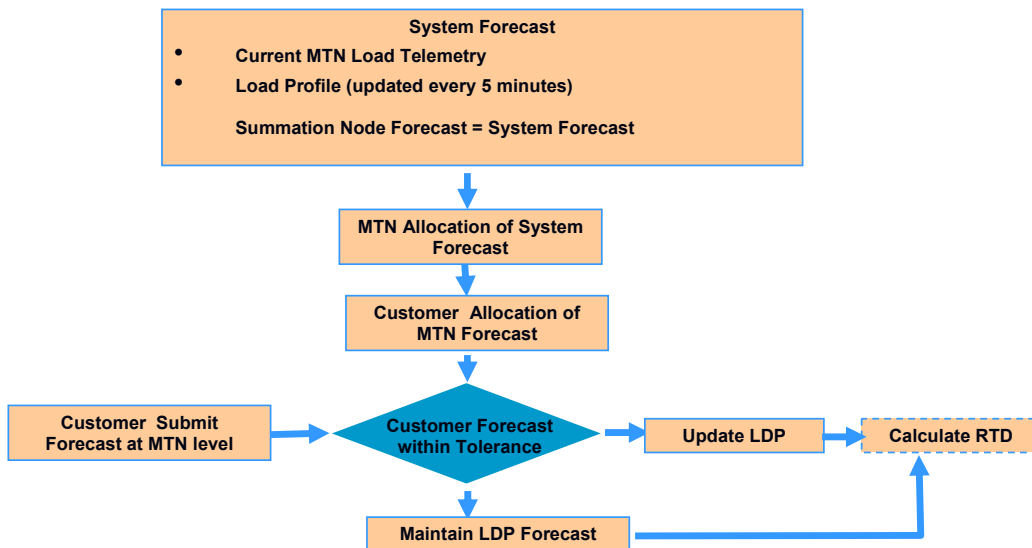 System Forecast
• Current MTN Load Telemetry
• Load Profile (updated every 5 minutes)
Summation Node Forecast = System Forecast
MTN Allocation of System
Forecast
Customer Allocation of
MTN Forecast
Customer Submit
Forecast at MTN level
Customer Forecast
within Tolerance
Update LDP
Calculate RTD
Maintain LDP Forecast